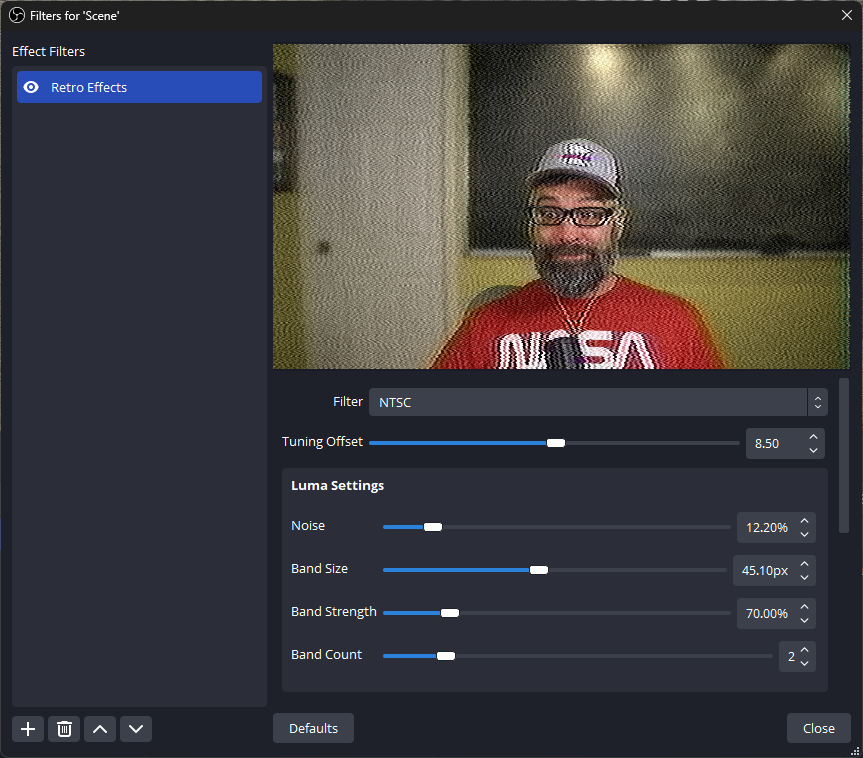 Filters for 'Scene'
Effect Filters
Retro Effects
NASA
Filter NTSC
Tuning Offset 8.50
Luma Settings
Noise 12.20%
Band Size 45.10px
Band Strength 70.00%
Band Count 2
Defaults
Close